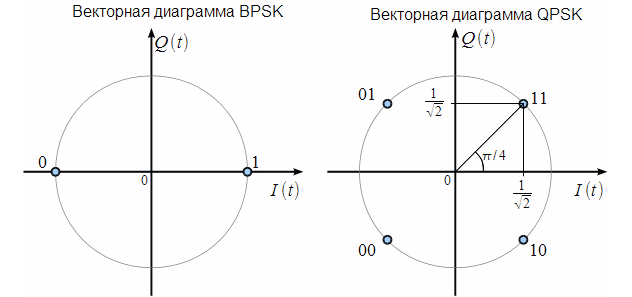 Векторная диаграмма BPSK
Q(t)
0
1
0
I(t)
Векторная диаграмма QPSK
Q(t)
01
1/√2
11
π/4
0
1/√2
I(t)
00
10